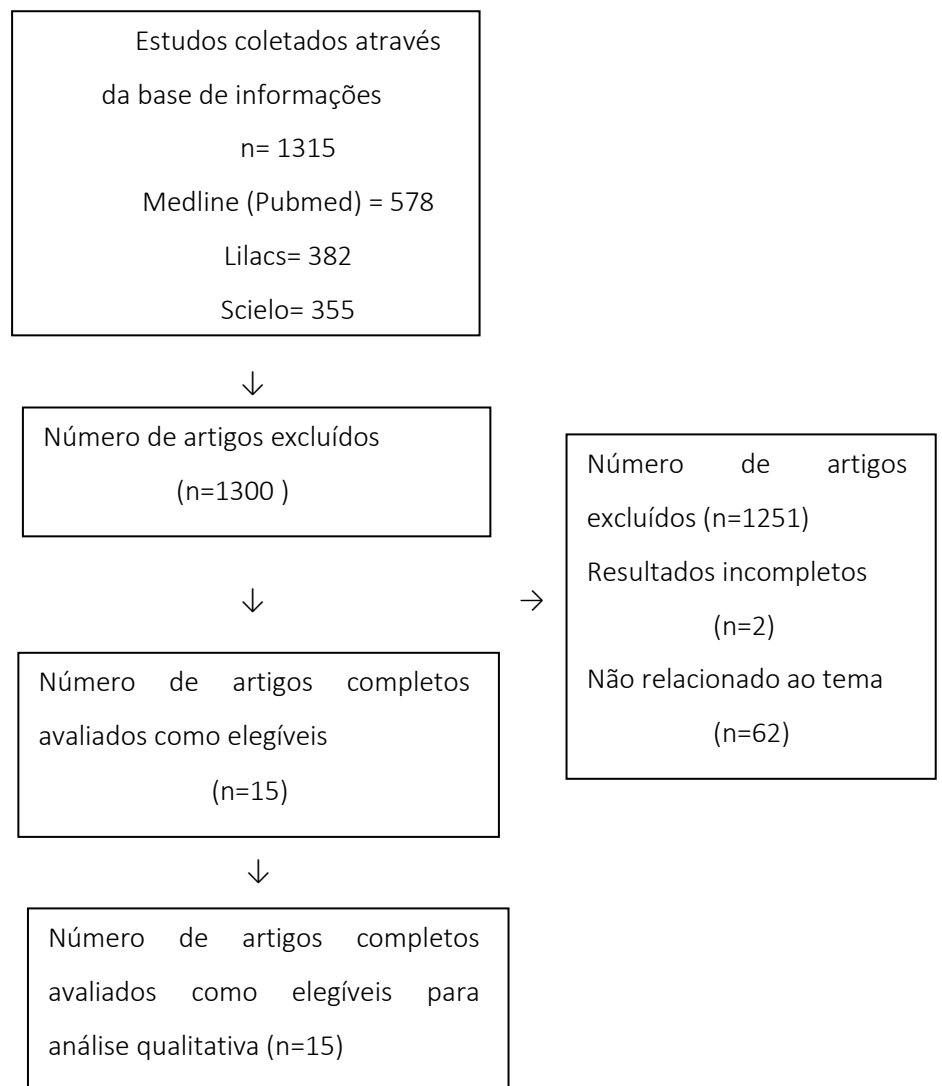 Estudos coletados através
da base de informações
n= 1315
Medline (Pubmed) = 578
Lilacs= 382
Scielo= 355
↓
Número de artigos excluídos
(n=1300 )
↓
→
Número de artigos
excluídos (n=1251)
Resultados incompletos
(n=2)
Não relacionado ao tema
(n=62)
Número de artigos completos
avaliados como elegíveis
(n=15)
↓
Número de artigos completos
avaliados como elegíveis para
análise qualitativa (n=15)